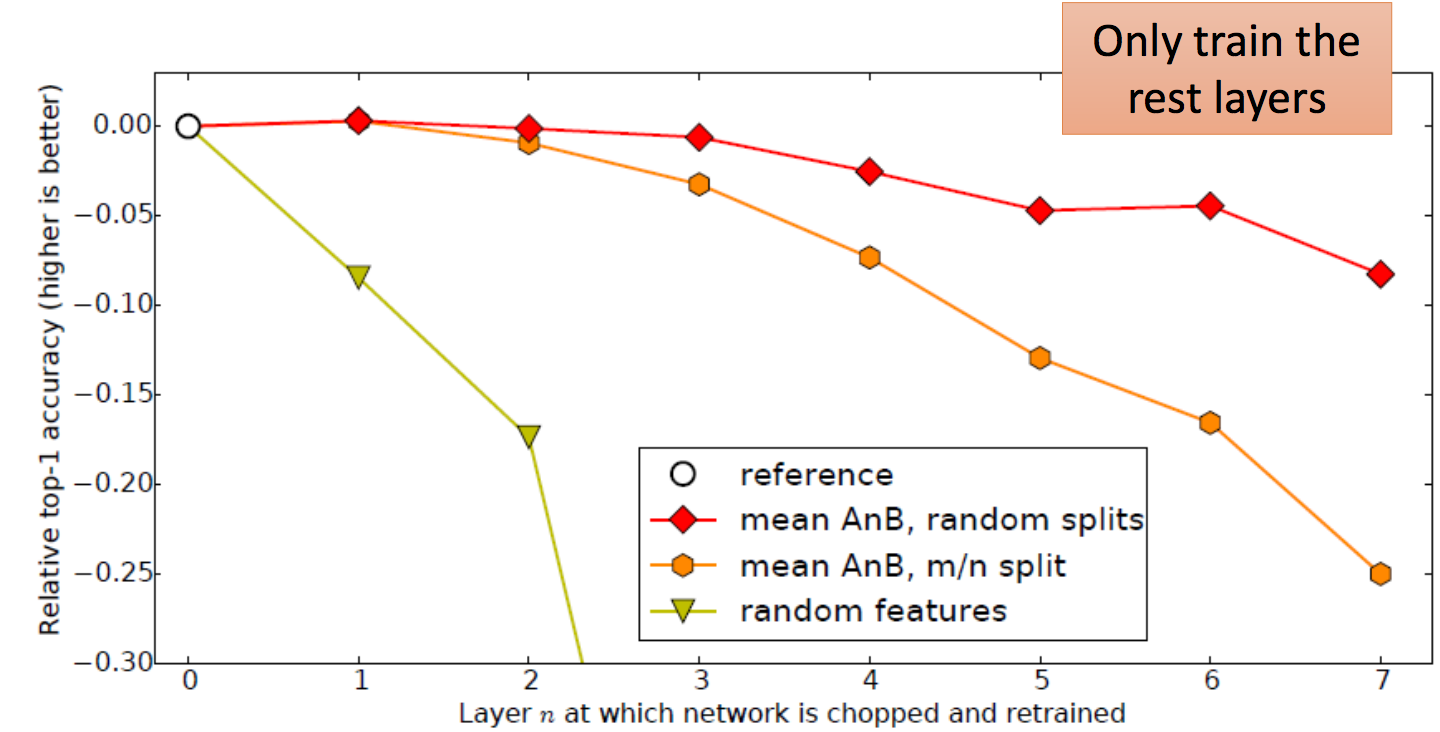 Only train the
rest layers
Relative top-1 accuracy (higher is better)
0.00
−0.05
−0.10
−0.15
−0.20
−0.25
−0.30
reference
mean AnB, random splits
mean AnB, m/n split
random features
0 1 2 3 4 5 6 7
Layer n at which network is chopped and retrained